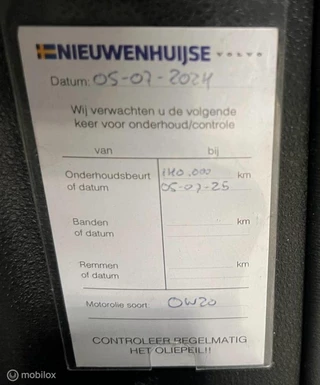 NIEUWENHUIJSE VOLVO
Datum: 05-07-2024
Wij verwachten u de volgende
keer voor onderhoud/controle
van bij
Onderhoudsbeurt 140.000 km
of datum 05-07-25
Banden km
of datum
Remmen km
of datum
Motorolie soort: OW20
CONTROLEER REGELMATIG
HET OLIEPEIL!!
mobilox